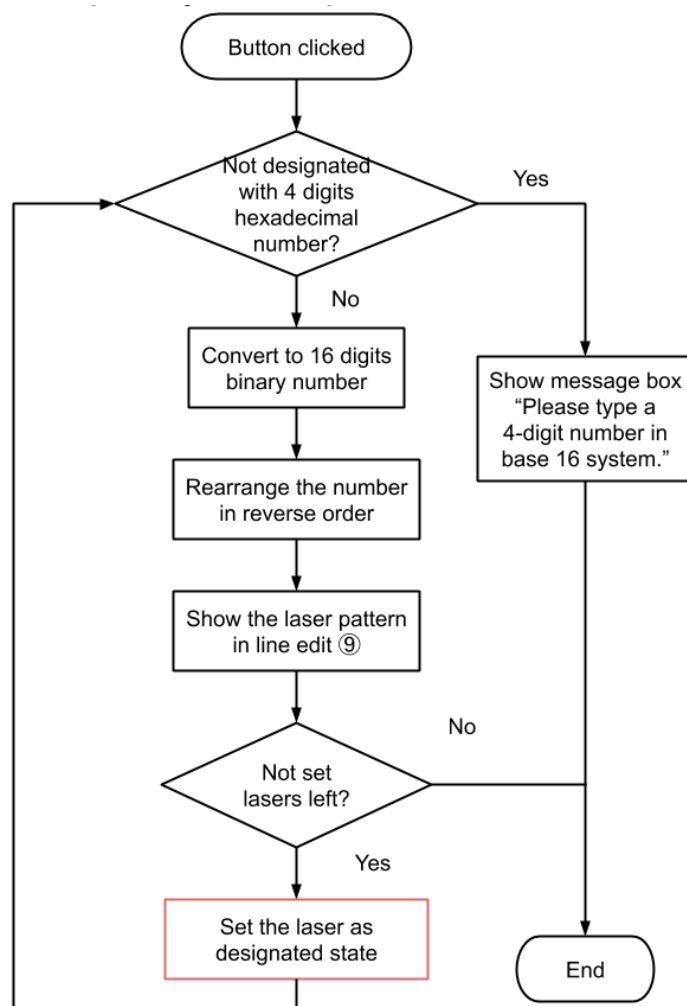 Button clicked
Not designated
with 4 digits
hexadecimal
number?
Yes
No
Convert to 16 digits
binary number
Show message box
“Please type a
4-digit number in
base 16 system.”
Rearrange the number
in reverse order
Show the laser pattern
in line edit ⑨
No
Not set
lasers left?
Yes
Set the laser as
designated state
End